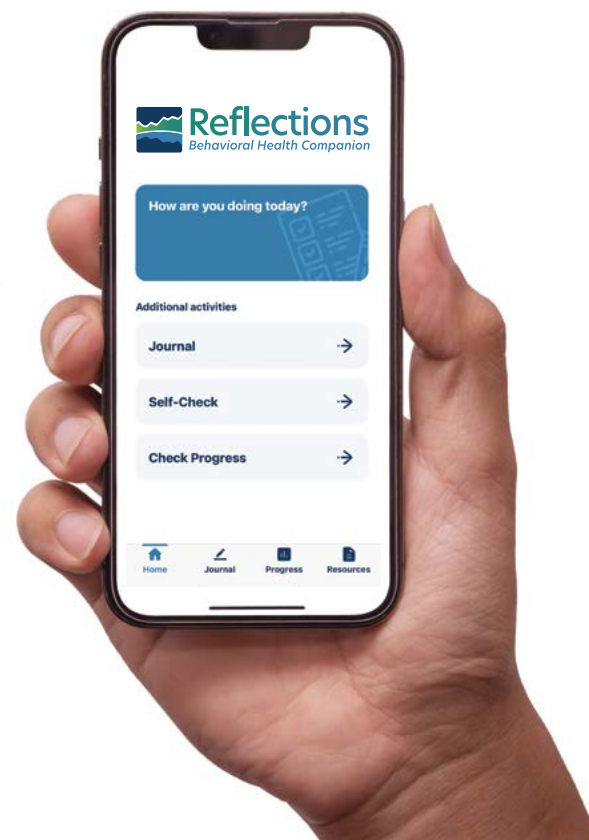 Reflections
Behavioral Health Companion
How are you doing today?
Additional activities
Journal
Self-Check
Check Progress
Home Journal Progress Resources